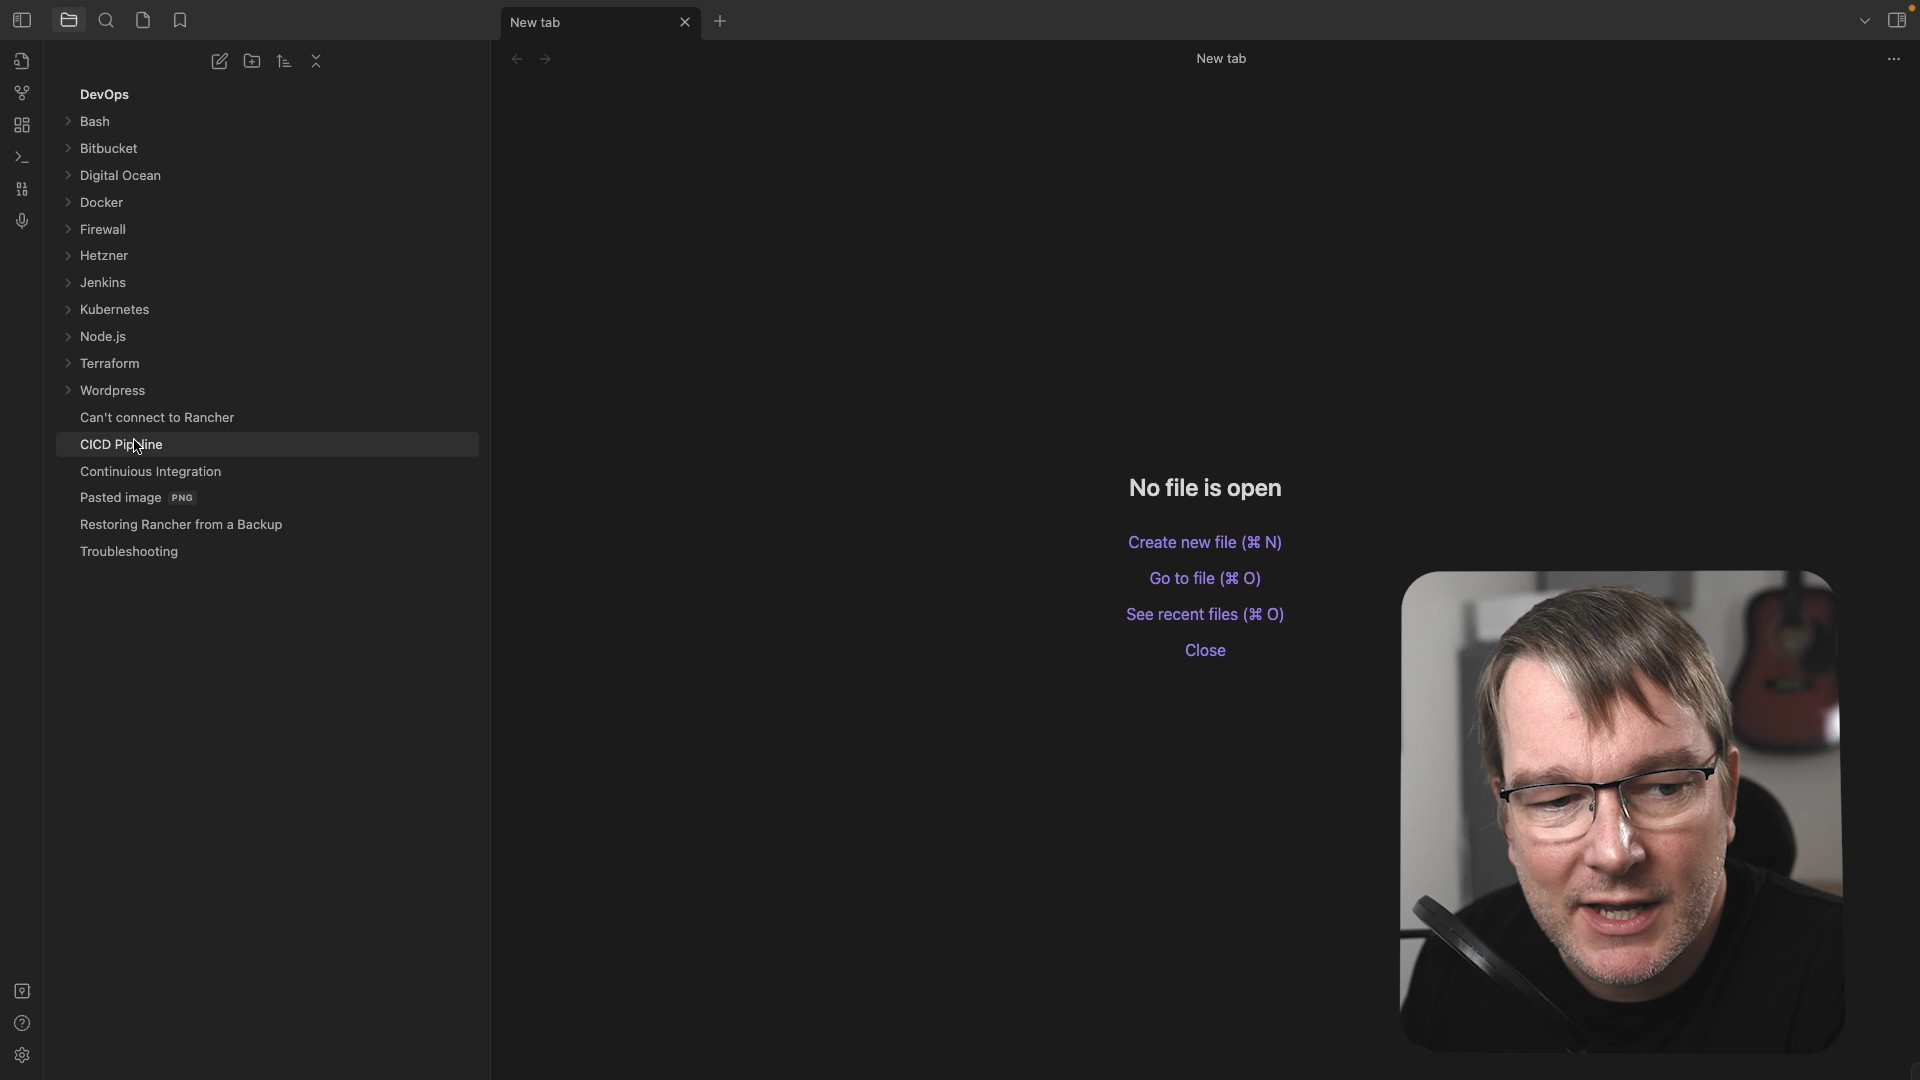 New tab
New tab
DevOps
Bash
Bitbucket
Digital Ocean
Docker
Firewall
Hetzner
Jenkins
Kubernetes
Node.js
Terraform
Wordpress
Can't connect to Rancher
CICD Pipeline
Continuious Integration
Pasted image PNG
Restoring Rancher from a Backup
Troubleshooting
No file is open
Create new file (⌘ N)
Go to file (⌘ O)
See recent files (⌘ O)
Close